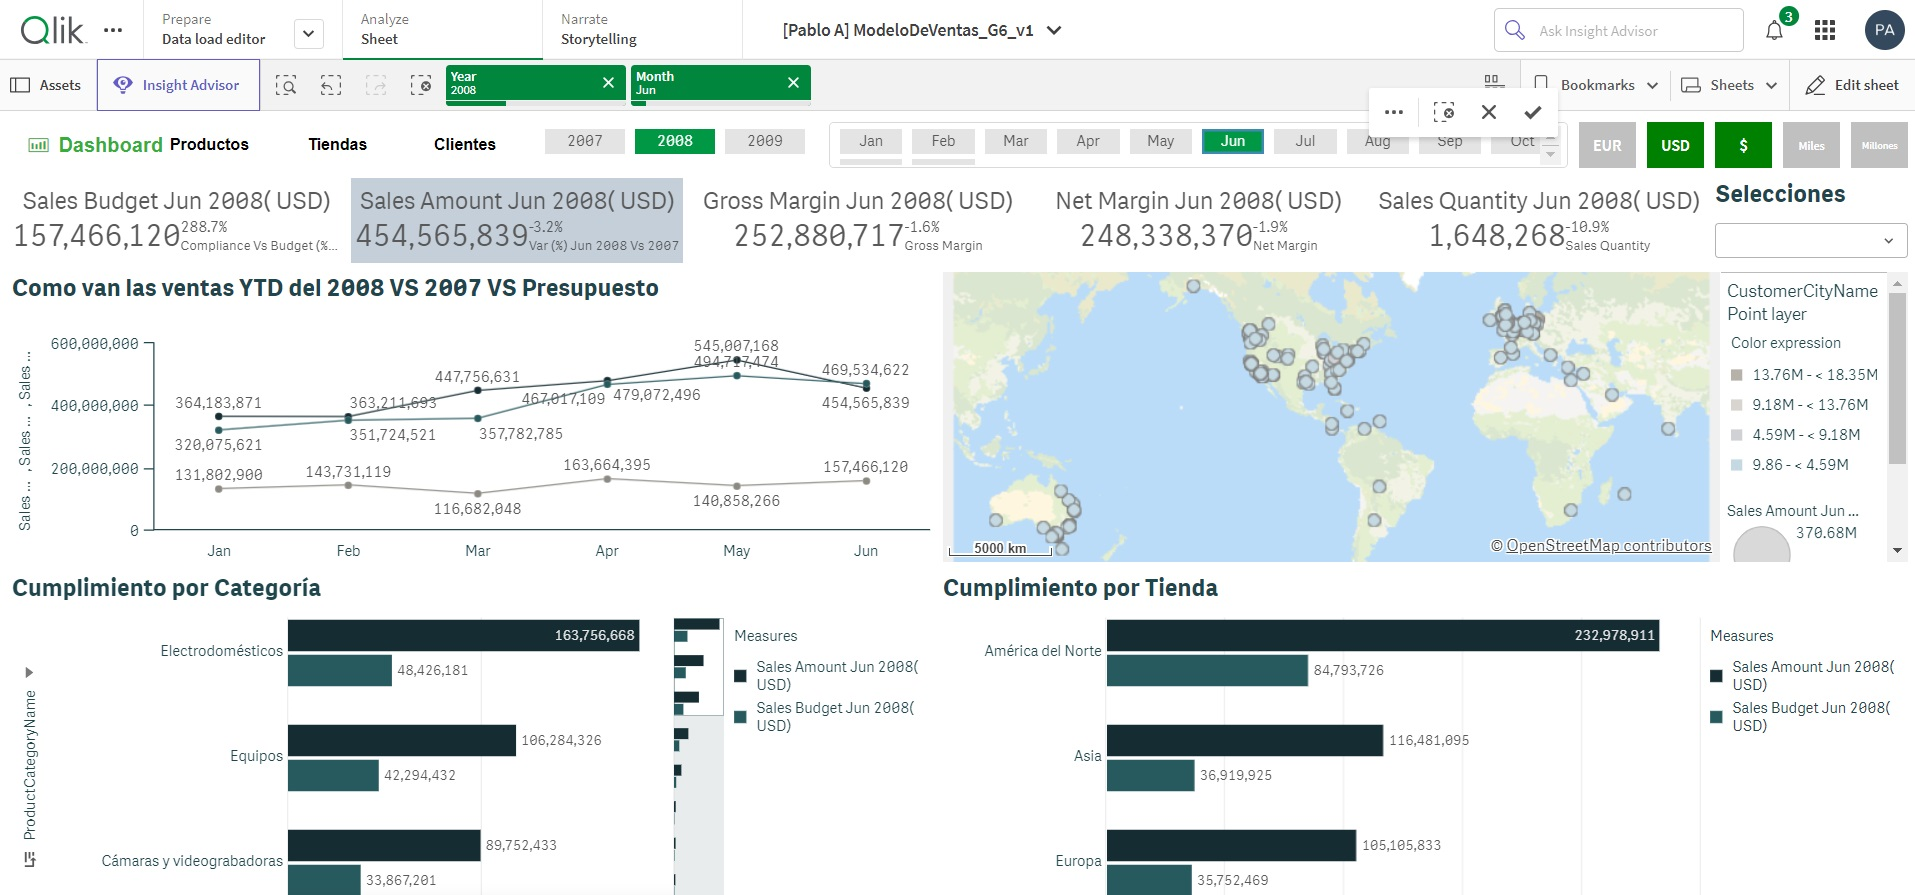 Qlik
Prepare
Data load editor
Analyze
Sheet
Narrate
Storytelling
[Pablo A] ModeloDeVentas_G6_v1
Ask Insight Advisor
3
PA
Assets
Insight Advisor
Year
2008
Month
Jun
Bookmarks
Sheets
Edit sheet
Dashboard
Productos
Tiendas
Clientes
2007
2008
2009
Jan
Feb
Mar
Apr
May
Jun
Jul
Aug
Sep
Oct
EUR
USD
$
Miles
Millones
Sales Budget Jun 2008( USD)
157,466,120
288.7%
Compliance Vs Budget (%...
Sales Amount Jun 2008( USD)
454,565,839
-3.2%
Var (%) Jun 2008 Vs 2007
Gross Margin Jun 2008( USD)
252,880,717
-1.6%
Gross Margin
Net Margin Jun 2008( USD)
248,338,370
-1.9%
Net Margin
Sales Quantity Jun 2008( USD)
1,648,268
-10.9%
Sales Quantity
Selecciones
Como van las ventas YTD del 2008 VS 2007 VS Presupuesto
Sales ... , Sales ... , Sales ...
600,000,000
400,000,000
200,000,000
0
364,183,871
363,211,693
447,756,631
467,017,109
479,072,496
545,007,168
494,717,474
469,534,622
454,565,839
320,075,621
351,724,521
357,782,785
131,802,900
143,731,119
116,682,048
163,664,395
140,858,266
157,466,120
Jan
Feb
Mar
Apr
May
Jun
5000 km
© OpenStreetMap contributors
CustomerCityName
Point layer
Color expression
13.76M - < 18.35M
9.18M - < 13.76M
4.59M - < 9.18M
9.86 - < 4.59M
Sales Amount Jun ...
370.68M
Cumplimiento por Categoría
ProductCategoryName
Electrodomésticos
163,756,668
48,426,181
Equipos
106,284,326
42,294,432
Cámaras y videograbadoras
89,752,433
33,867,201
Measures
Sales Amount Jun 2008(
USD)
Sales Budget Jun 2008(
USD)
Cumplimiento por Tienda
América del Norte
232,978,911
84,793,726
Asia
116,481,095
36,919,925
Europa
105,105,833
35,752,469
Measures
Sales Amount Jun 2008(
USD)
Sales Budget Jun 2008(
USD)